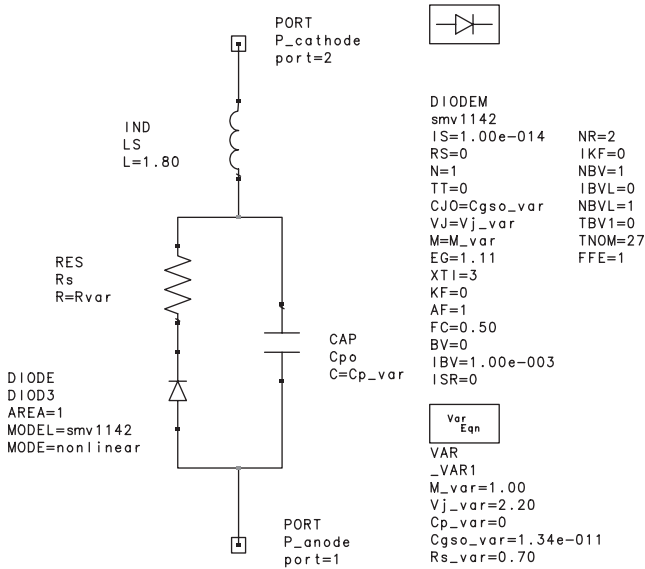 PORT
P_cathode
port=2
IND
LS
L=1.80
RES
Rs
R=Rvar
DIODE
DIOD3
AREA=1
MODEL=smv1142
MODE=nonlinear
CAP
Cpo
C=Cp_var
PORT
P_anode
port=1
DIODEM
smv1142
IS=1.00e-014
RS=0
N=1
TT=0
CJO=Cgso_var
VJ=Vj_var
M=M_var
EG=1.11
XTI=3
KF=0
AF=1
FC=0.50
BV=0
IBV=1.00e-003
ISR=0
NR=2
IKF=0
NBV=1
IBVL=0
NBVL=1
TBV1=0
TNOM=27
FFE=1
Var
Eqn
VAR
_VAR1
M_var=1.00
Vj_var=2.20
Cp_var=0
Cgso_var=1.34e-011
Rs_var=0.70